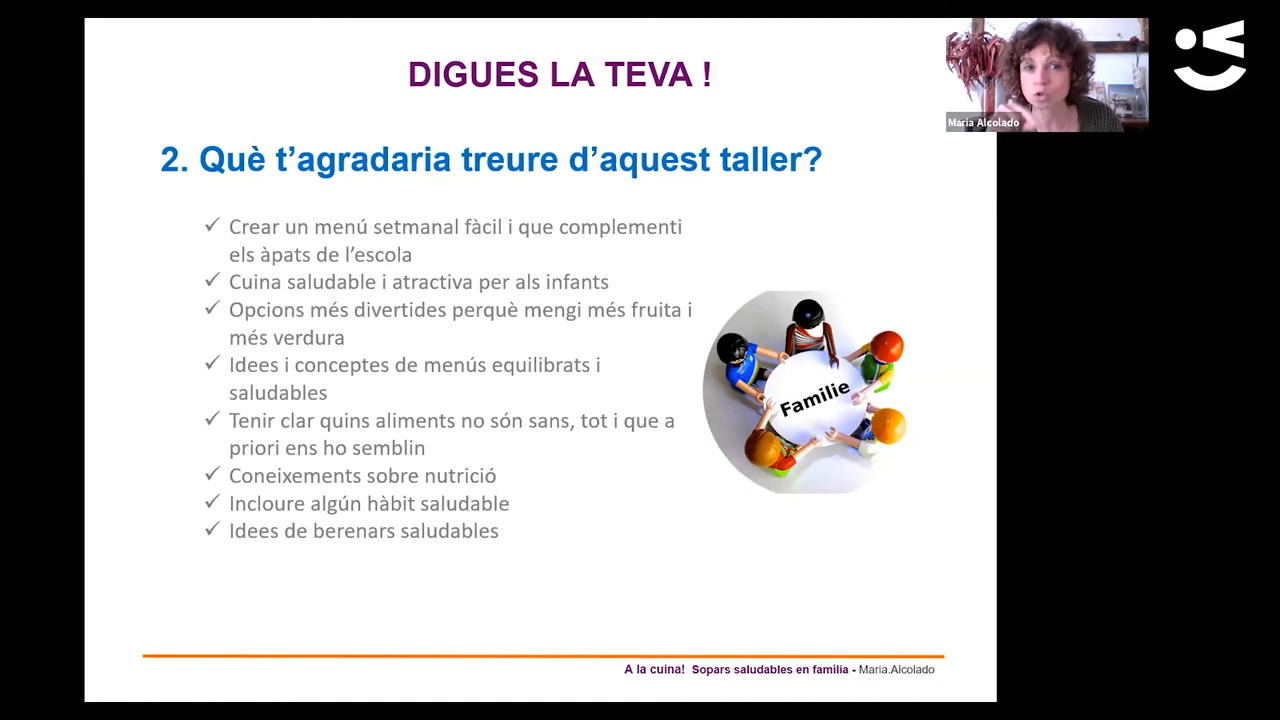 DIGUES LA TEVA !
Maria Alcolado
2. Què t’agradaria treure d’aquest taller?
✓ Crear un menú setmanal fàcil i que complementi
els àpats de l’escola
✓ Cuina saludable i atractiva per als infants
✓ Opcions més divertides perquè mengi més fruita i
més verdura
✓ Idees i conceptes de menús equilibrats i
saludables
✓ Tenir clar quins aliments no són sans, tot i que a
priori ens ho semblin
✓ Coneixements sobre nutrició
✓ Incloure algún hàbit saludable
✓ Idees de berenars saludables
Familie
A la cuina! Sopars saludables en familia - Maria.Alcolado